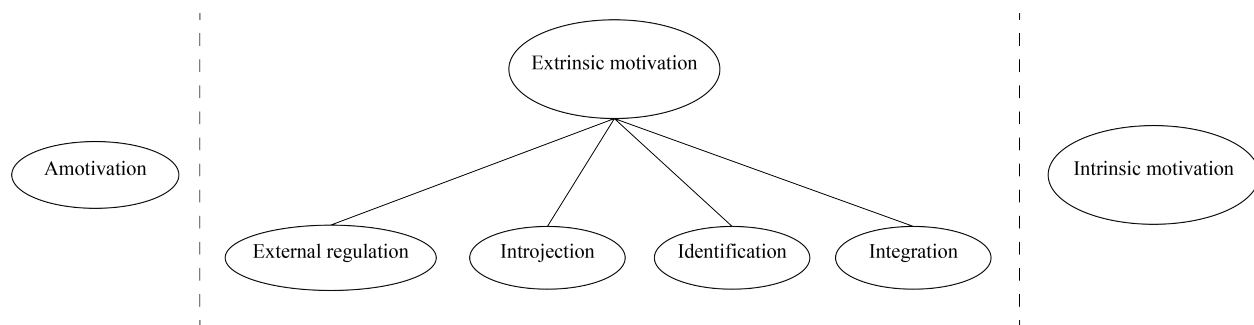 Extrinsic motivation
Amotivation
Intrinsic motivation
External regulation
Introjection
Identification
Integration